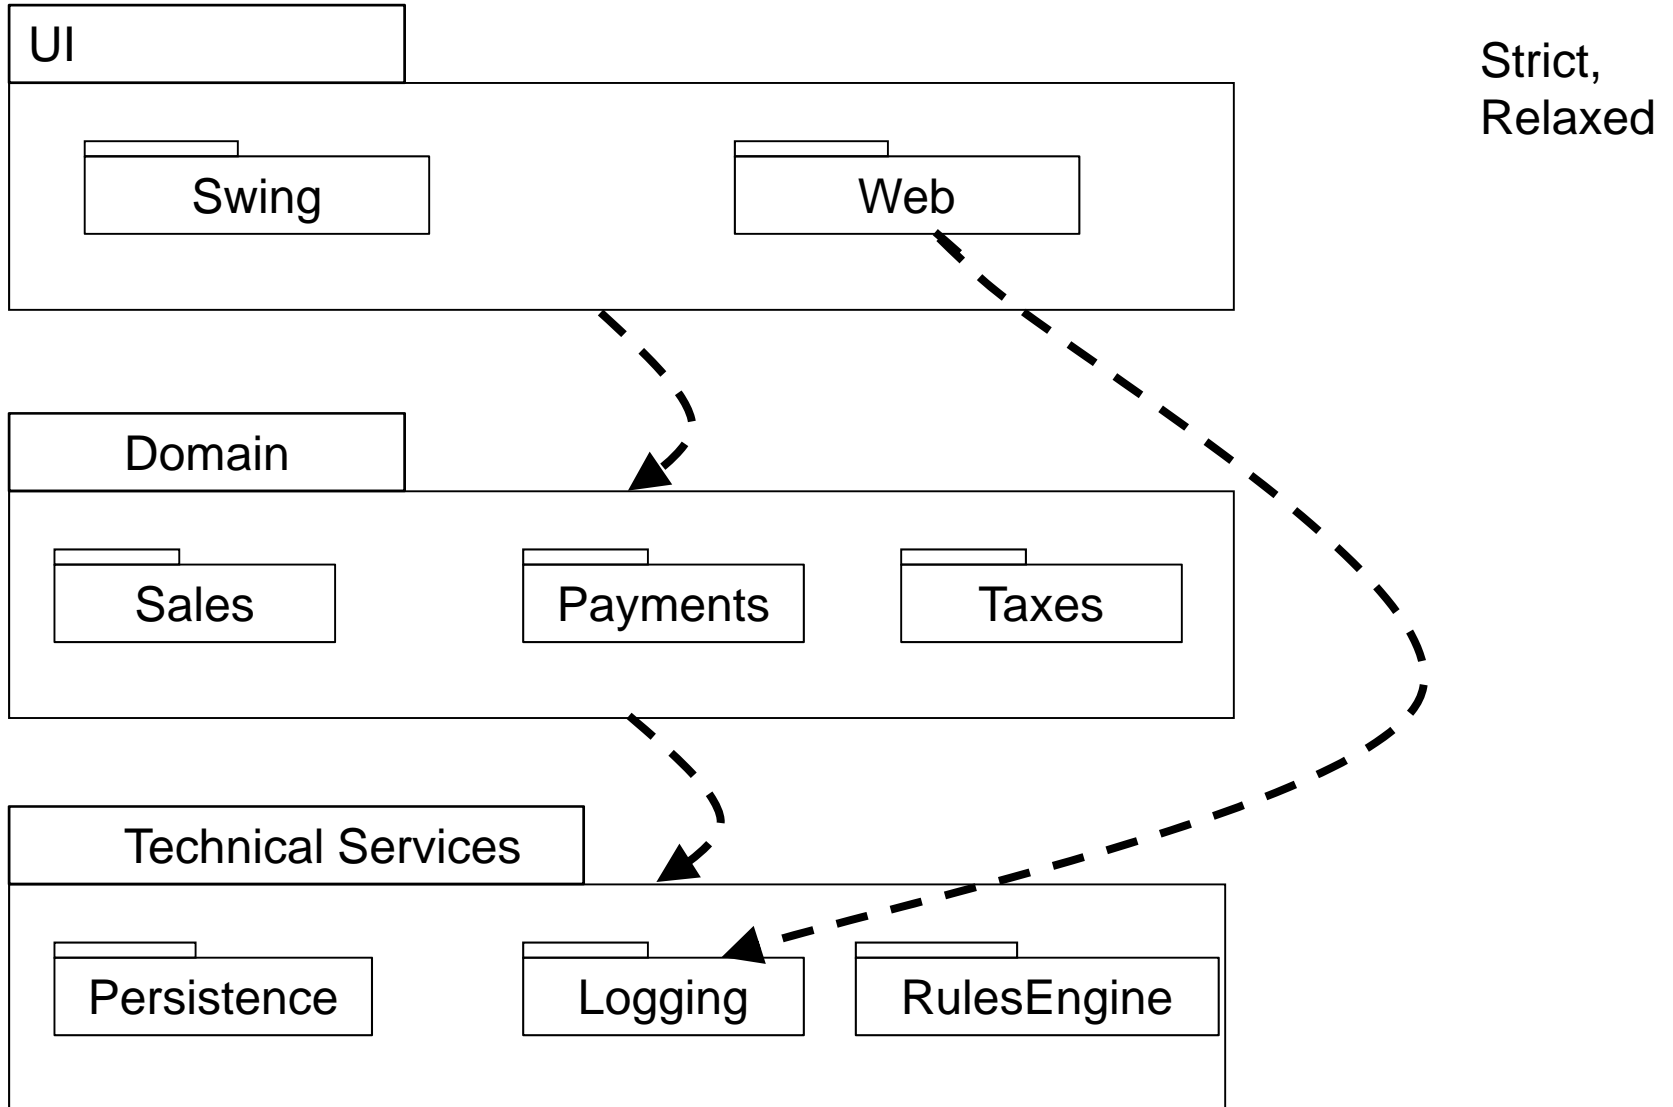 UI
Strict,
Relaxed
Swing
Web
Domain
Sales
Payments
Taxes
Technical Services
Persistence
Logging
RulesEngine